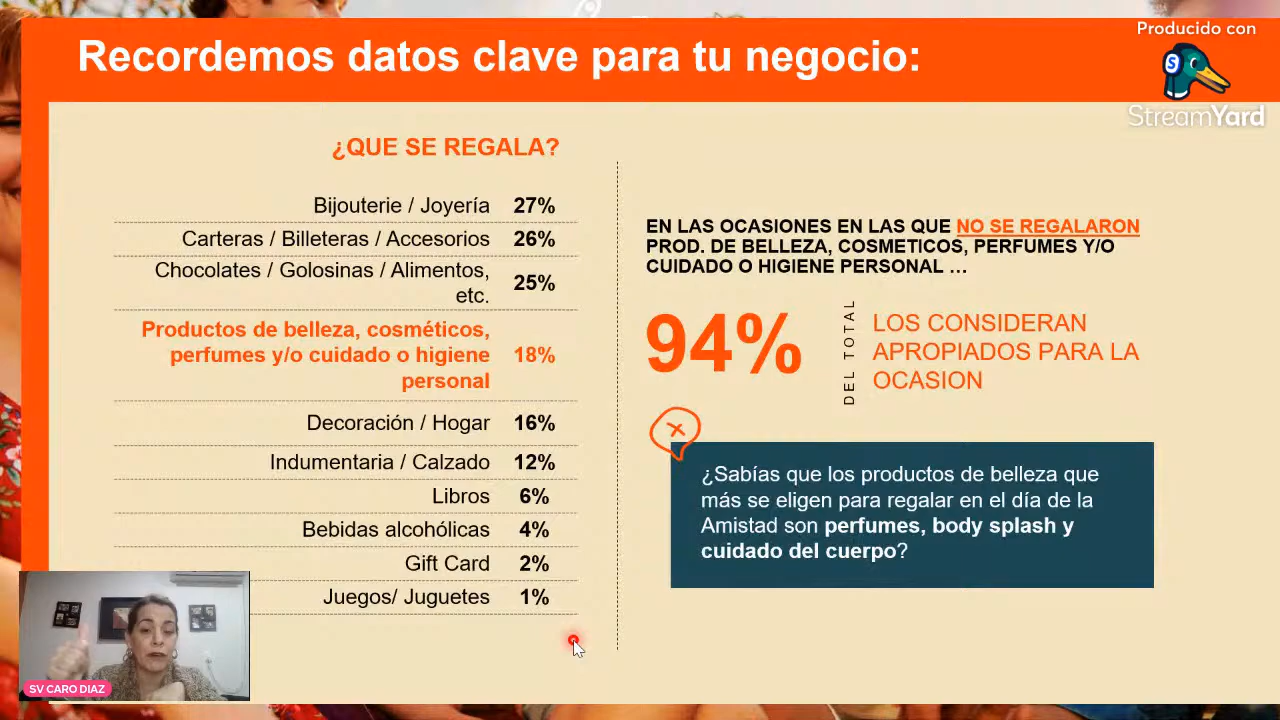 Recordemos datos clave para tu negocio:
Producido con
StreamYard
¿QUE SE REGALA?
Bijouterie / Joyería 27%
Carteras / Billeteras / Accesorios 26%
Chocolates / Golosinas / Alimentos,
etc. 25%
Productos de belleza, cosméticos,
perfumes y/o cuidado o higiene 18%
personal
Decoración / Hogar 16%
Indumentaria / Calzado 12%
Libros 6%
Bebidas alcohólicas 4%
Gift Card 2%
Juegos/ Juguetes 1%
EN LAS OCASIONES EN LAS QUE NO SE REGALARON
PROD. DE BELLEZA, COSMETICOS, PERFUMES Y/O
CUIDADO O HIGIENE PERSONAL …
94%
DEL TOTAL
LOS CONSIDERAN
APROPIADOS PARA LA
OCASION
¿Sabías que los productos de belleza que
más se eligen para regalar en el día de la
Amistad son perfumes, body splash y
cuidado del cuerpo?
SV CARO DIAZ